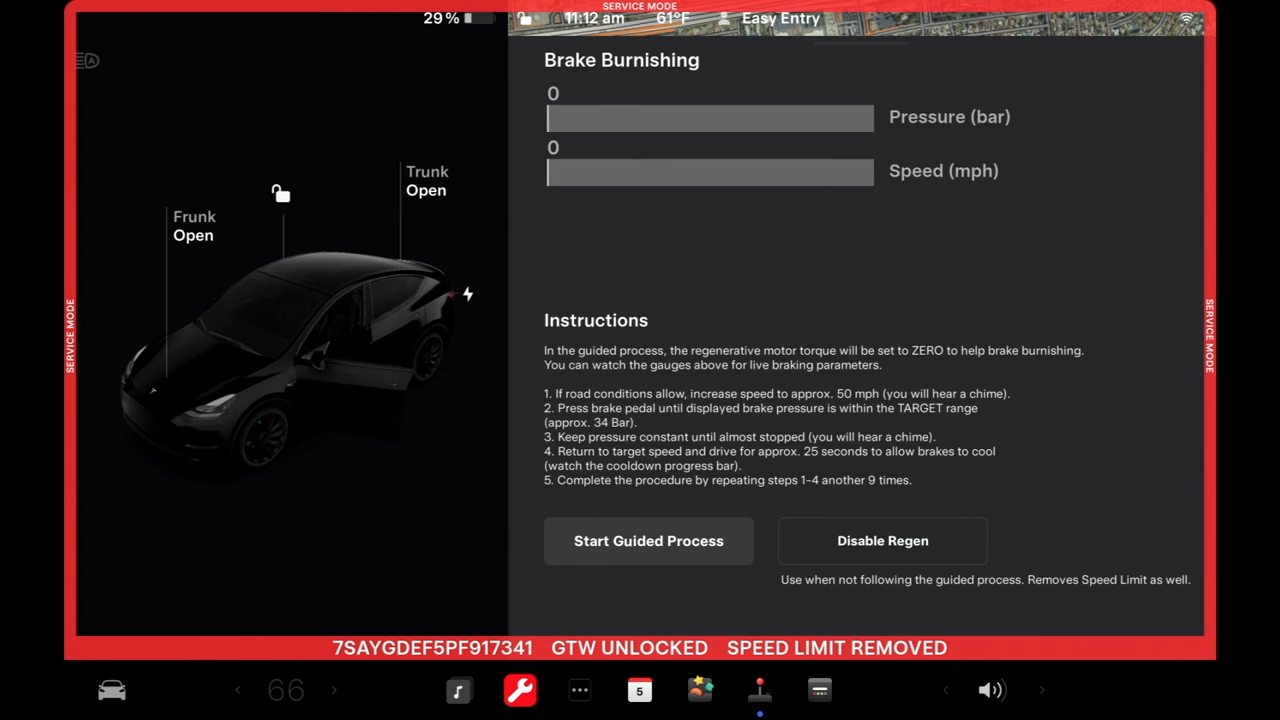 SERVICE MODE
29 %
11:12 am
61°F
Easy Entry
A
Brake Burnishing
0
Pressure (bar)
0
Speed (mph)
Trunk
Open
Frunk
Open
SERVICE MODE
SERVICE MODE
Instructions
In the guided process, the regenerative motor torque will be set to ZERO to help brake burnishing.
You can watch the gauges above for live braking parameters.
1. If road conditions allow, increase speed to approx. 50 mph (you will hear a chime).
2. Press brake pedal until displayed brake pressure is within the TARGET range
(approx. 34 Bar).
3. Keep pressure constant until almost stopped (you will hear a chime).
4. Return to target speed and drive for approx. 25 seconds to allow brakes to cool
(watch the cooldown progress bar).
5. Complete the procedure by repeating steps 1-4 another 9 times.
Start Guided Process
Disable Regen
Use when not following the guided process. Removes Speed Limit as well.
7SAYGDEF5PF917341 GTW UNLOCKED SPEED LIMIT REMOVED
66
5